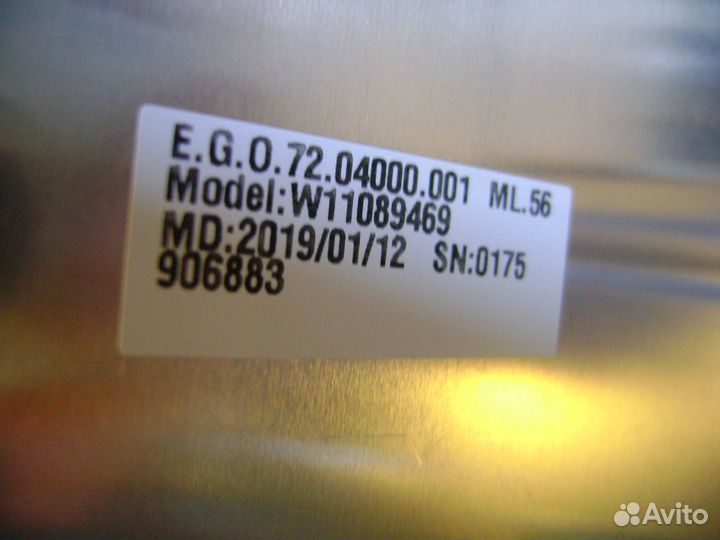 E.G.O.72.04000.001 ML.56
Model:W11089469
MD:2019/01/12 SN:0175
906883
Avito